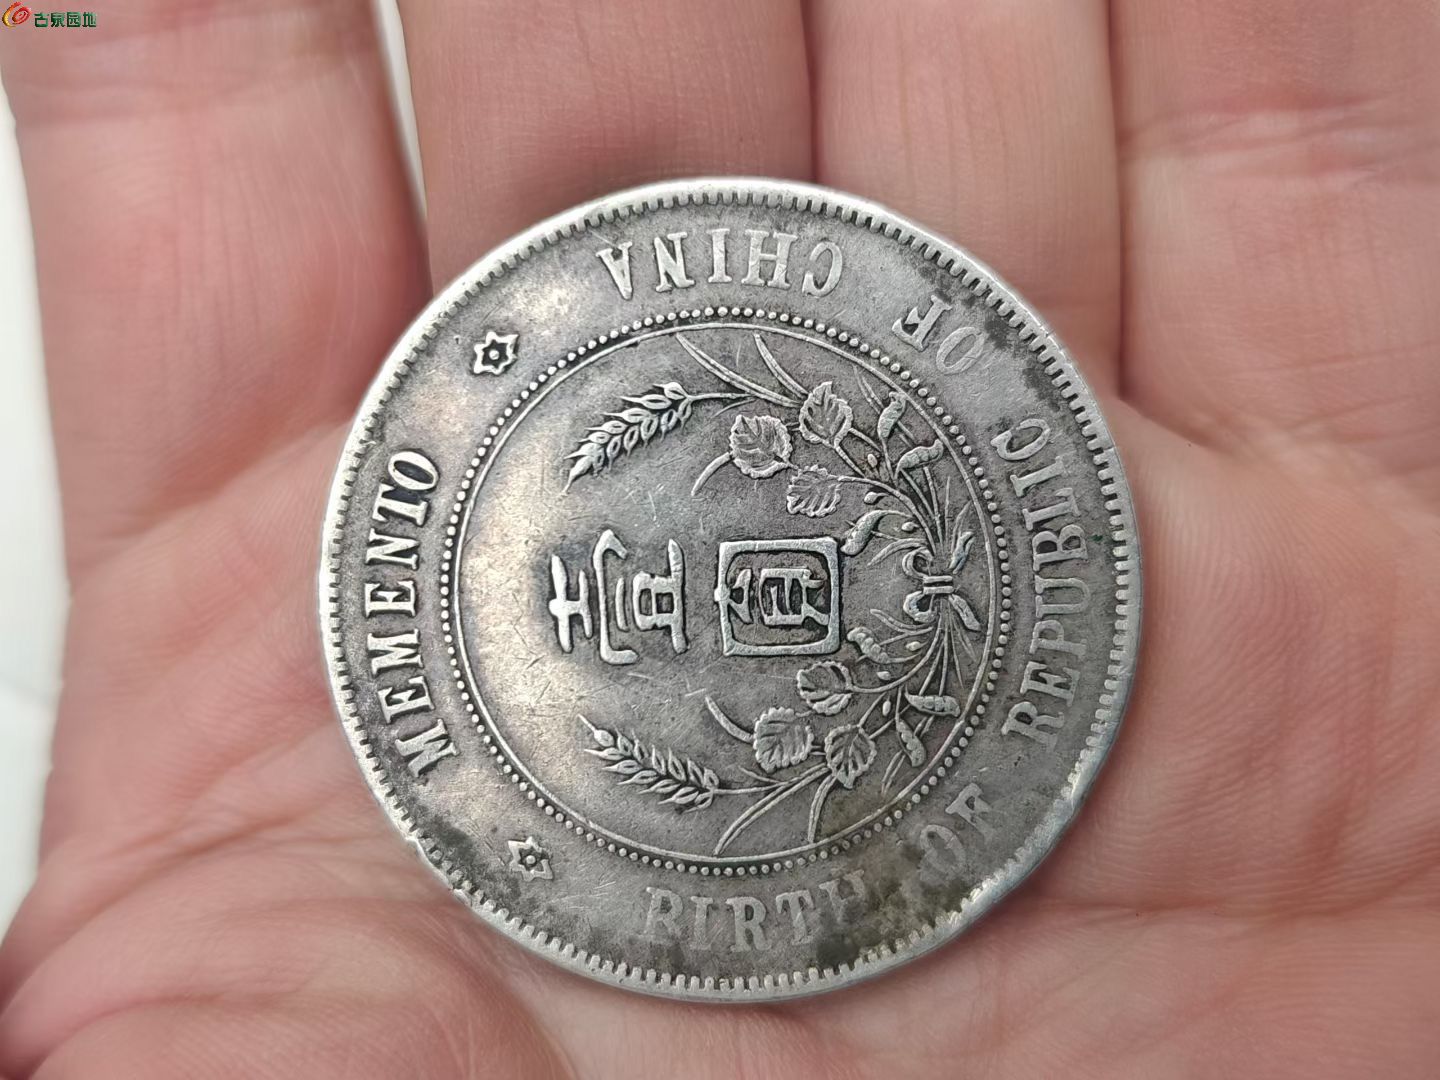 古泉园地
MEMENTO
BIRTH OF REPUBLIC OF CHINA
壹圓